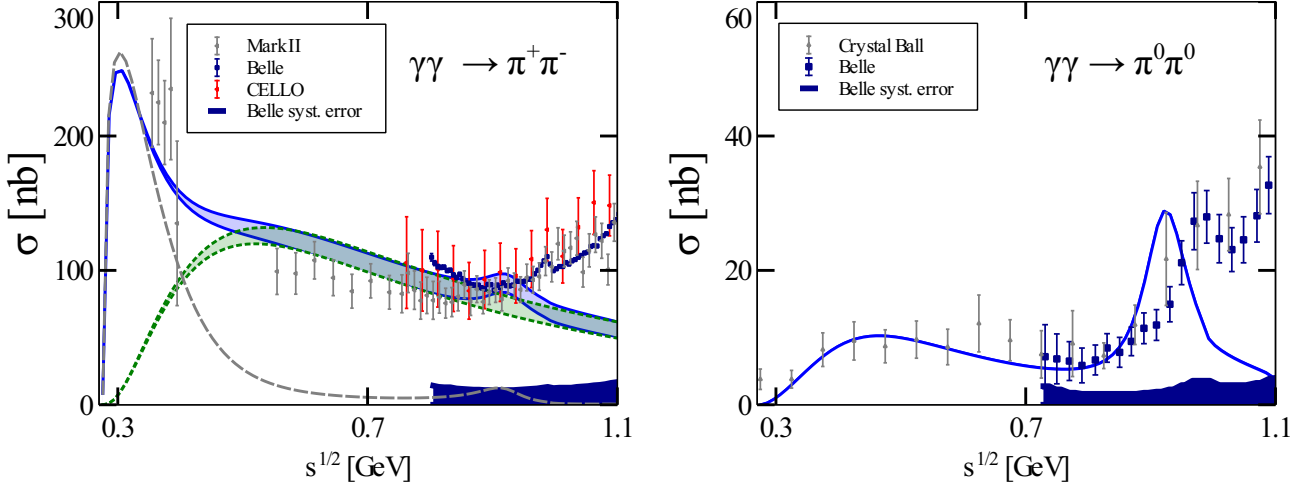 300
200
100
0
σ [nb]
MarkII
Belle
CELLO
Belle syst. error
γγ → π⁺π⁻
0.3
0.7
1.1
s^{1/2} [GeV]
60
40
20
0
σ [nb]
Crystal Ball
Belle
Belle syst. error
γγ → π⁰π⁰
0.3
0.7
1.1
s^{1/2} [GeV]